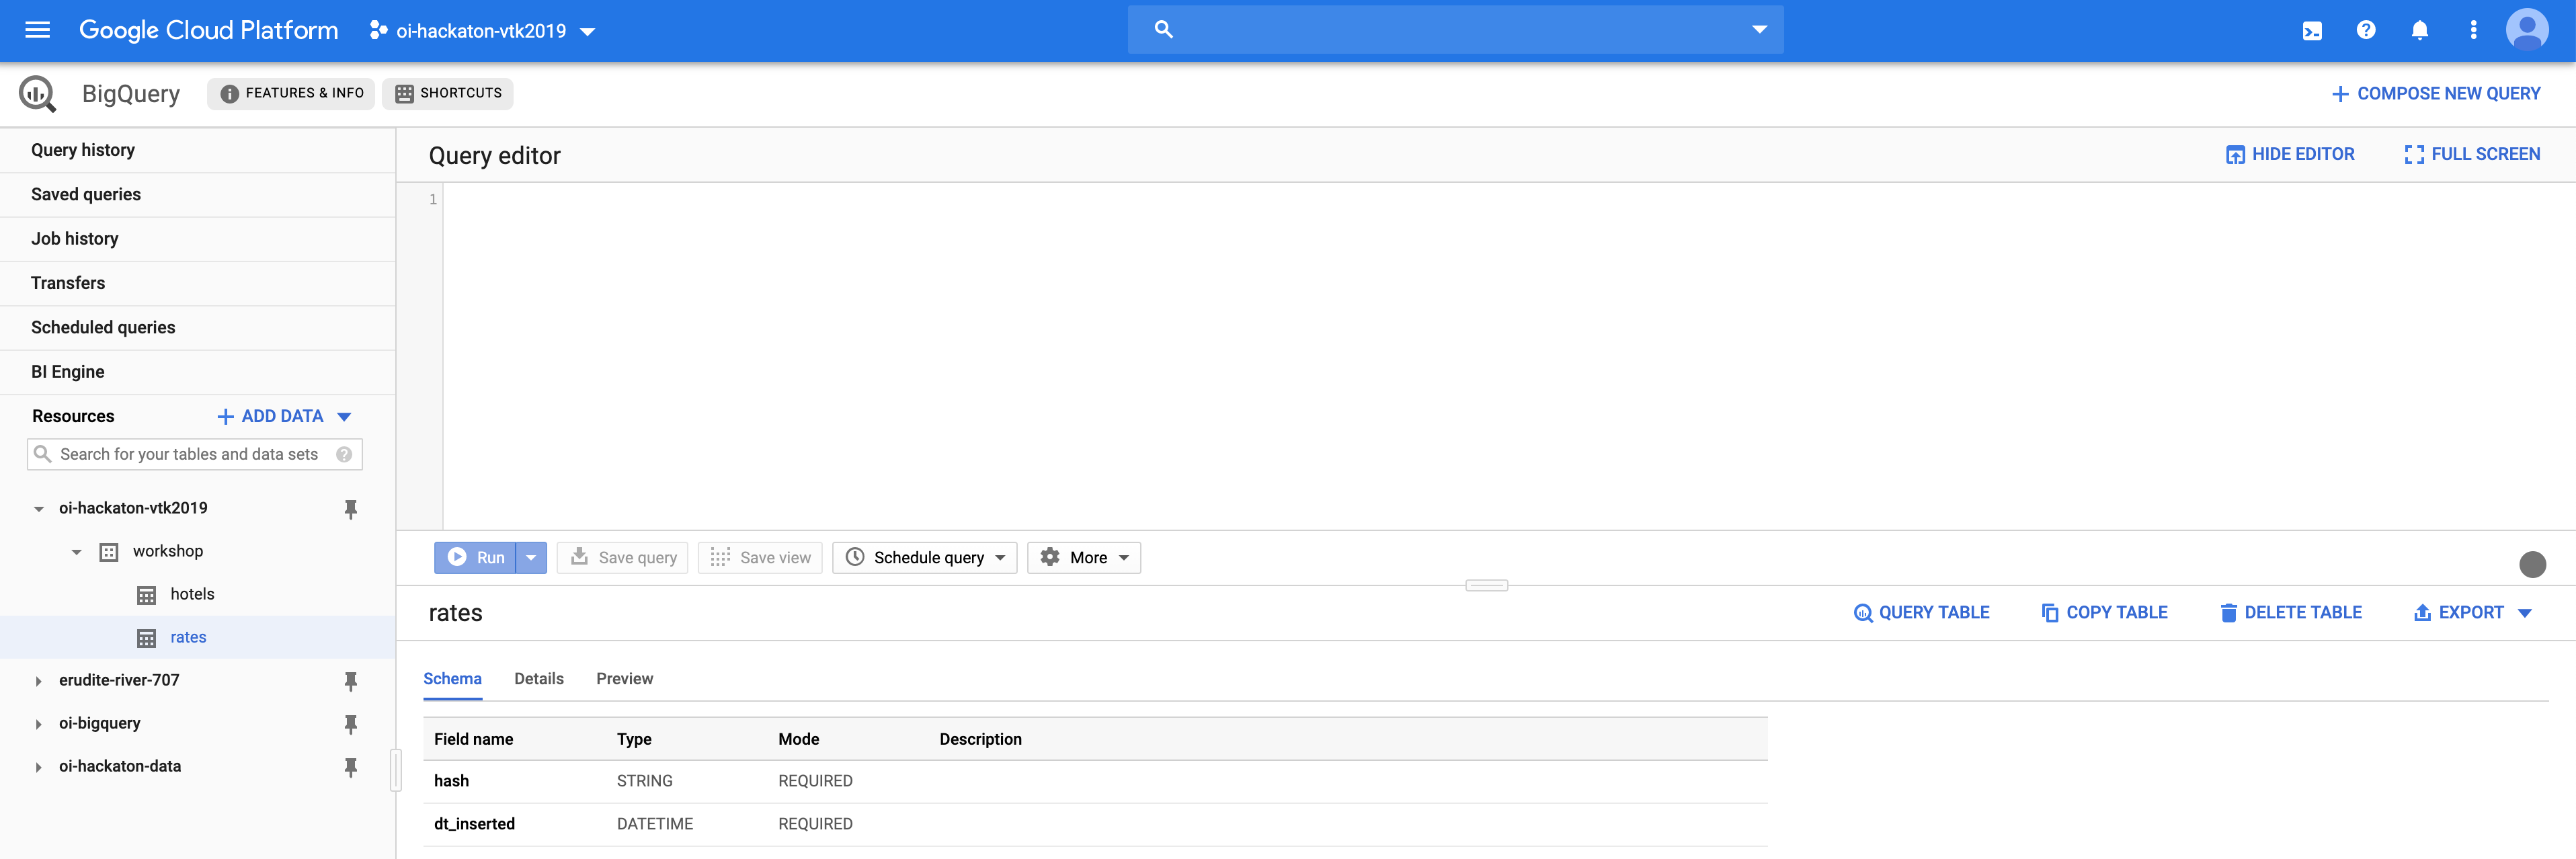 Google Cloud Platform oi-hackaton-vtk2019
BigQuery FEATURES & INFO SHORTCUTS COMPOSE NEW QUERY
Query history
Saved queries
Job history
Transfers
Scheduled queries
BI Engine
Resources ADD DATA
Search for your tables and data sets
oi-hackaton-vtk2019
workshop
hotels
rates
erudite-river-707
oi-bigquery
oi-hackaton-data
Query editor HIDE EDITOR FULL SCREEN
1
Run Save query Save view Schedule query More
rates QUERY TABLE COPY TABLE DELETE TABLE EXPORT
Schema Details Preview
Field name Type Mode Description
hash STRING REQUIRED
dt_inserted DATETIME REQUIRED